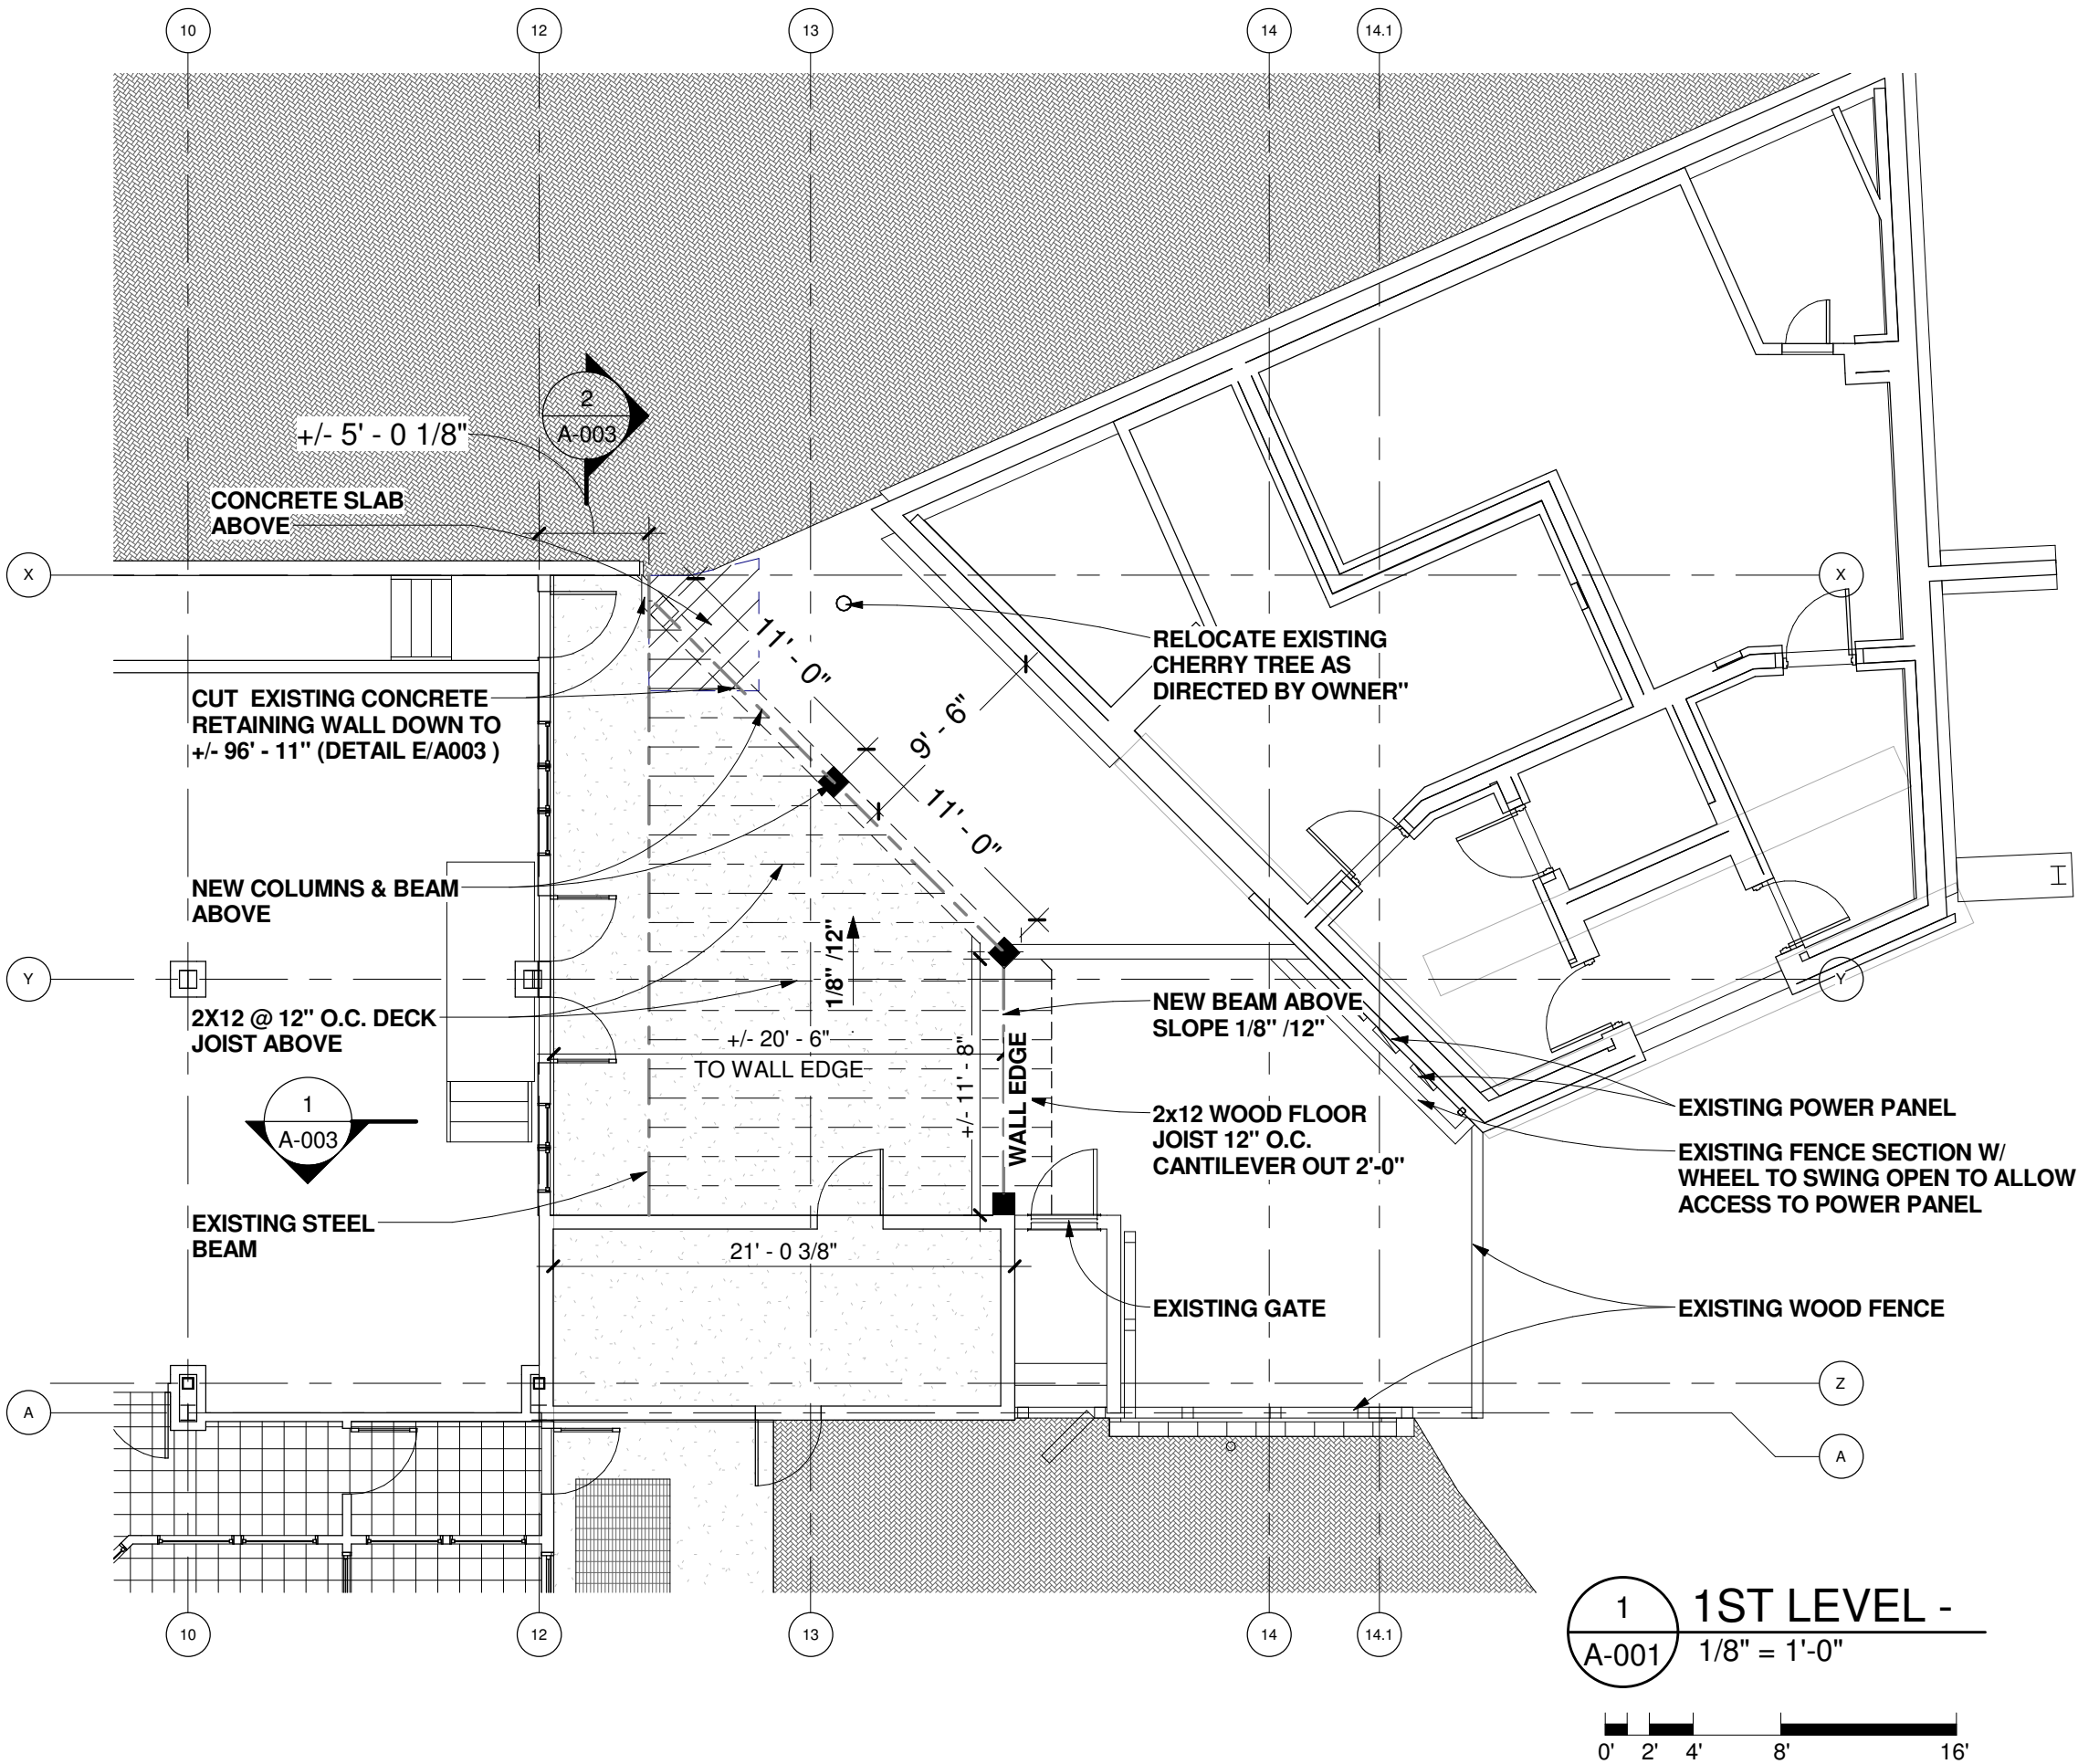 10
12
13
14
14.1
2
A-003
+/- 5' - 0 1/8"
CONCRETE SLAB
ABOVE
X
X
11' - 0"
RELOCATE EXISTING
CHERRY TREE AS
DIRECTED BY OWNER"
CUT EXISTING CONCRETE
RETAINING WALL DOWN TO
+/- 96' - 11" (DETAIL E/A003 )
9' - 6"
11' - 0"
NEW COLUMNS & BEAM
ABOVE
1/8" /12"
Y
Y
2X12 @ 12" O.C. DECK
JOIST ABOVE
NEW BEAM ABOVE
SLOPE 1/8" /12"
+/- 20' - 6"
TO WALL EDGE
+/- 11' - 8"
WALL EDGE
1
A-003
2x12 WOOD FLOOR
JOIST 12" O.C.
CANTILEVER OUT 2'-0"
EXISTING POWER PANEL
EXISTING FENCE SECTION W/
WHEEL TO SWING OPEN TO ALLOW
ACCESS TO POWER PANEL
EXISTING STEEL
BEAM
21' - 0 3/8"
EXISTING GATE
EXISTING WOOD FENCE
Z
A
A
10
12
13
14
14.1
1
A-001
1ST LEVEL -
1/8" = 1'-0"
0'
2'
4'
8'
16'